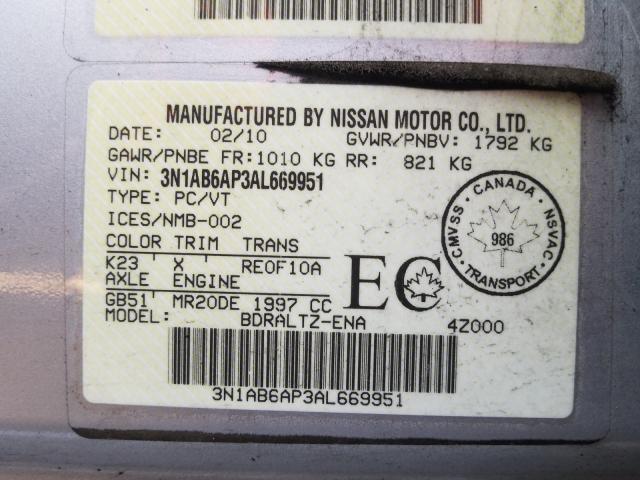 MANUFACTURED BY NISSAN MOTOR CO., LTD.
DATE: 02/10 GVWR/PNBV: 1792 KG
GAWR/PNBE FR:1010 KG RR: 821 KG
VIN: 3N1AB6AP3AL669951
TYPE: PC/VT
ICES/NMB-002
COLOR TRIM TRANS
K23 X REOF10A
AXLE ENGINE
GB51 MR20DE 1997 CC
MODEL: BDRALTZ-ENA 4Z000
3N1AB6AP3AL669951
EC
CANADA
CMVSS 986 NSVAC
TRANSPORT